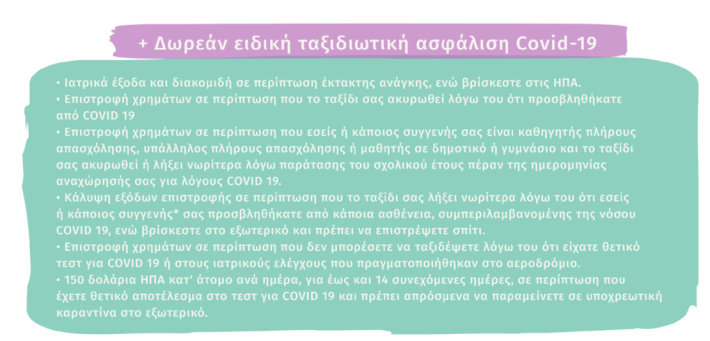 + Δωρεάν ειδική ταξιδιωτική ασφάλιση Covid-19
• Ιατρικά έξοδα και διακομιδή σε περίπτωση έκτακτης ανάγκης, ενώ βρίσκεστε στις ΗΠΑ.
• Επιστροφή χρημάτων σε περίπτωση που το ταξίδι σας ακυρωθεί λόγω του ότι προσβληθήκατε
από COVID 19
• Επιστροφή χρημάτων σε περίπτωση που εσείς ή κάποιος συγγενής σας είναι καθηγητής πλήρους
απασχόλησης, υπάλληλος πλήρους απασχόλησης ή μαθητής σε δημοτικό ή γυμνάσιο και το ταξίδι
σας ακυρωθεί ή λήξει νωρίτερα λόγω παράτασης του σχολικού έτους πέραν της ημερομηνίας
αναχώρησής σας για λόγους COVID 19.
• Κάλυψη εξόδων επιστροφής σε περίπτωση που το ταξίδι σας λήξει νωρίτερα λόγω του ότι εσείς
ή κάποιος συγγενής* σας προσβληθήκατε από κάποια ασθένεια, συμπεριλαμβανομένης της νόσου
COVID 19, ενώ βρίσκεστε στο εξωτερικό και πρέπει να επιστρέψετε σπίτι.
• Επιστροφή χρημάτων σε περίπτωση που δεν μπορέσετε να ταξιδέψετε λόγω του ότι είχατε θετικό
τεστ για COVID 19 ή στους ιατρικούς ελέγχους που πραγματοποιήθηκαν στο αεροδρόμιο.
• 150 δολάρια ΗΠΑ κατ' άτομο ανά ημέρα, για έως και 14 συνεχόμενες ημέρες, σε περίπτωση που
έχετε θετικό αποτέλεσμα στο τεστ για COVID 19 και πρέπει απρόσμενα να παραμείνετε σε υποχρεωτική
καραντίνα στο εξωτερικό.